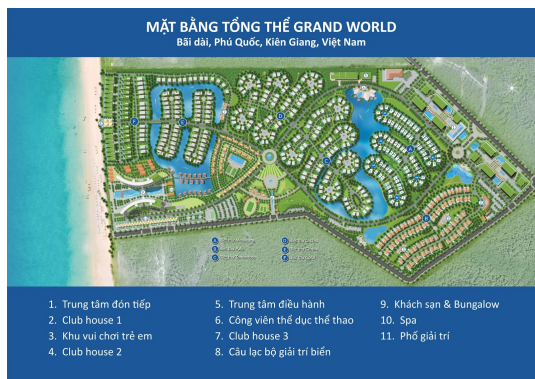 MẶT BẰNG TỔNG THỂ GRAND WORLD
Bãi dài, Phú Quốc, Kiên Giang, Việt Nam
1. Trung tâm đón tiếp
2. Club house 1
3. Khu vui chơi trẻ em
4. Club house 2
5. Trung tâm điều hành
6. Công viên thể dục thể thao
7. Club house 3
8. Câu lạc bộ giải trí biển
9. Khách sạn & Bungalow
10. Spa
11. Phố giải trí